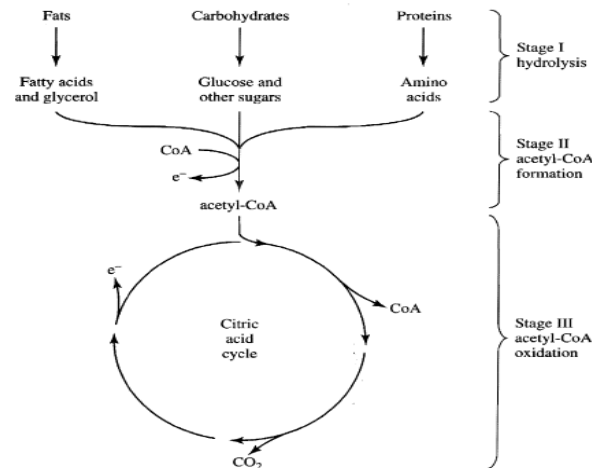 Fats
Carbohydrates
Proteins
Stage I
hydrolysis
Fatty acids
and glycerol
Glucose and
other sugars
Amino
acids
CoA
e⁻
Stage II
acetyl-CoA
formation
acetyl-CoA
e⁻
CoA
Citric
acid
cycle
Stage III
acetyl-CoA
oxidation
CO₂